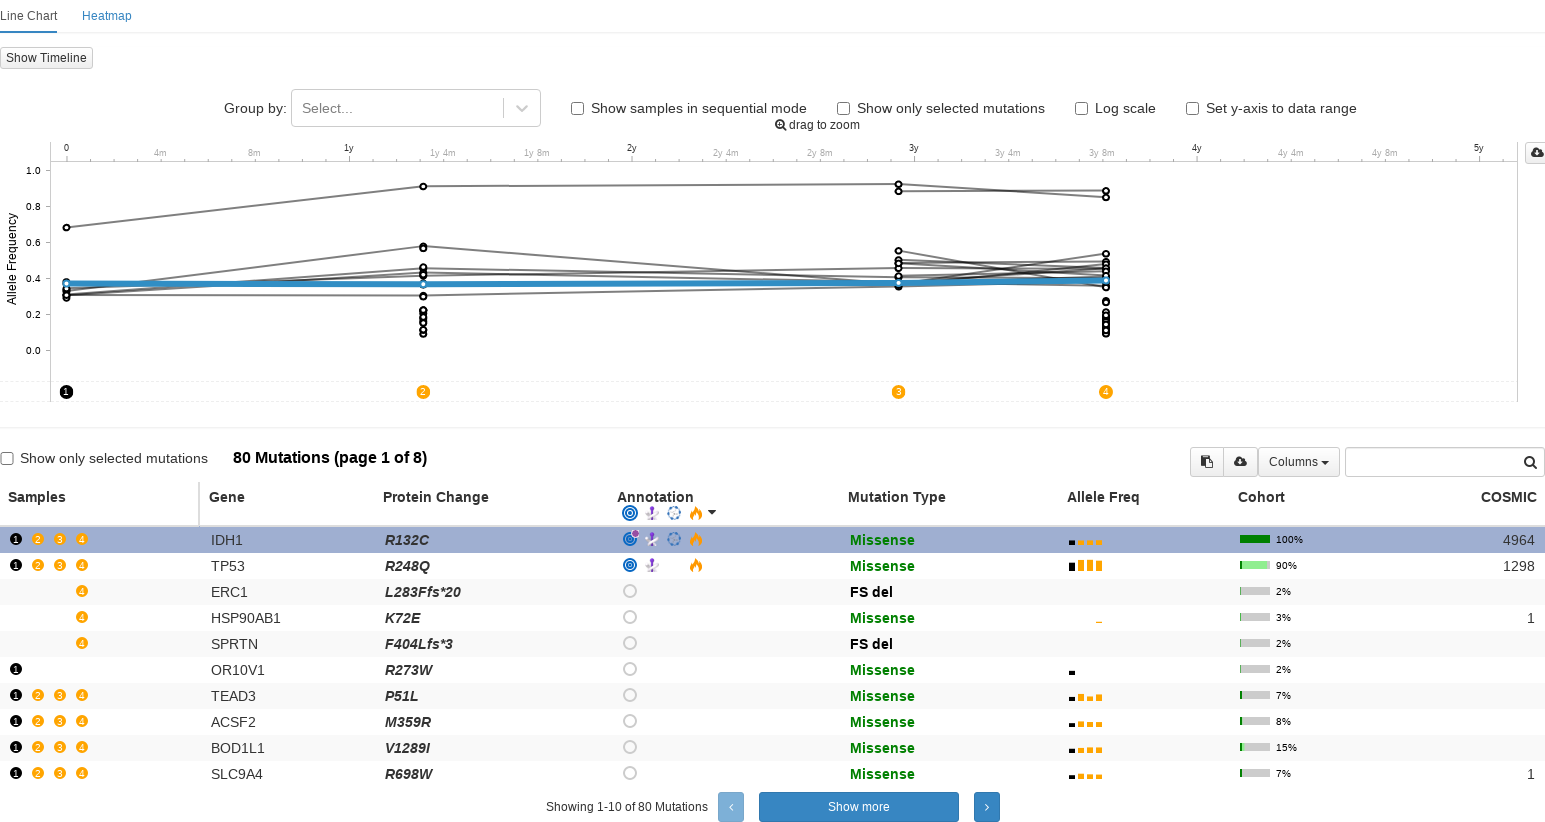 Line Chart Heatmap
Show Timeline
Group by: Select... Show samples in sequential mode Show only selected mutations Log scale Set y-axis to data range
drag to zoom
0 4m 8m 1y 1y 4m 1y 8m 2y 2y 4m 2y 8m 3y 3y 4m 3y 8m 4y 4y 4m 4y 8m 5y
Allele Frequency
1.0
0.8
0.6
0.4
0.2
0.0
1 2 3 4
Show only selected mutations 80 Mutations (page 1 of 8) Columns
Samples Gene Protein Change Annotation Mutation Type Allele Freq Cohort COSMIC
1 2 3 4 IDH1 R132C Missense 100% 4964
1 2 3 4 TP53 R248Q Missense 90% 1298
4 ERC1 L283Ffs*20 FS del 2%
4 HSP90AB1 K72E Missense 3% 1
4 SPRTN F404Lfs*3 FS del 2%
1 OR10V1 R273W Missense 2%
1 2 3 4 TEAD3 P51L Missense 7%
1 2 3 4 ACSF2 M359R Missense 8%
1 2 3 4 BOD1L1 V1289I Missense 15%
1 2 3 4 SLC9A4 R698W Missense 7% 1
Showing 1-10 of 80 Mutations ‹ Show more ›